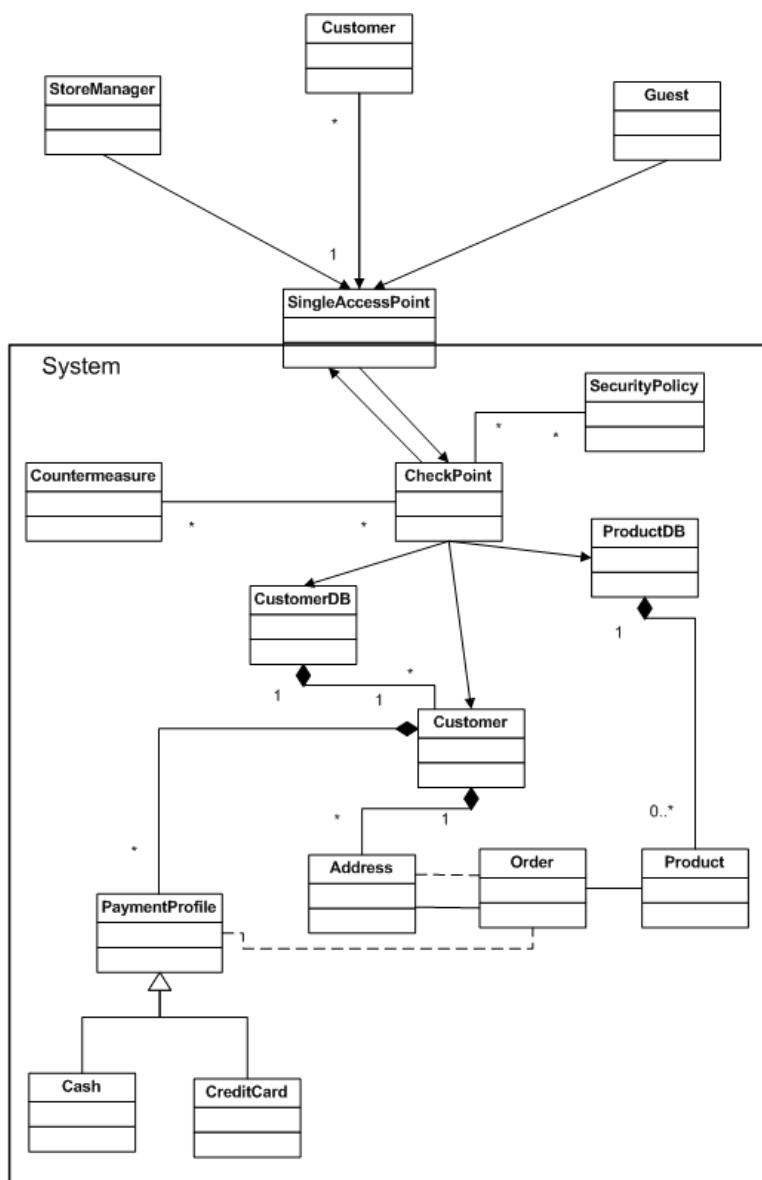 Customer
StoreManager
Guest
*
1
SingleAccessPoint
System
SecurityPolicy
*
*
Countermeasure
CheckPoint
*
*
ProductDB
CustomerDB
1
*
1
1
Customer
0..*
*
1
*
Address
Order
Product
PaymentProfile
Cash
CreditCard